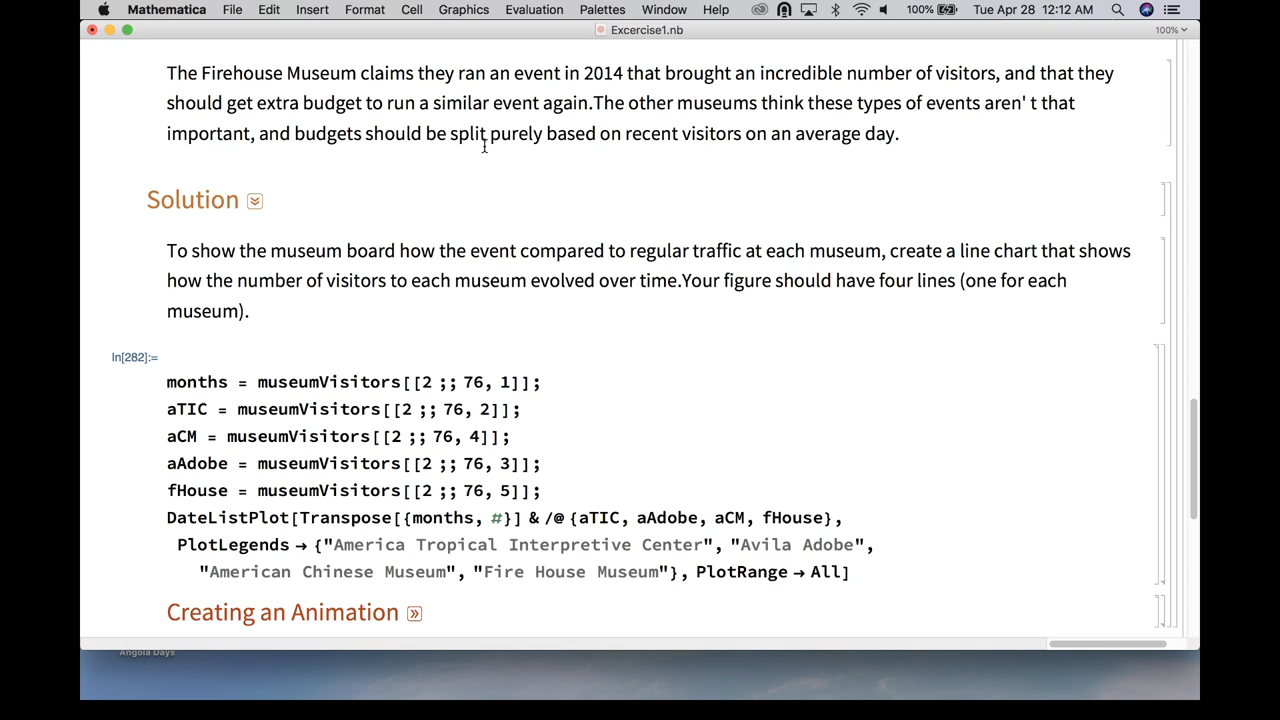 Mathematica File Edit Insert Format Cell Graphics Evaluation Palettes Window Help 100% Tue Apr 28 12:12 AM
Excercise1.nb 100%
The Firehouse Museum claims they ran an event in 2014 that brought an incredible number of visitors, and that they
should get extra budget to run a similar event again.The other museums think these types of events aren' t that
important, and budgets should be split purely based on recent visitors on an average day.
Solution
To show the museum board how the event compared to regular traffic at each museum, create a line chart that shows
how the number of visitors to each museum evolved over time.Your figure should have four lines (one for each
museum).
In[282]:=
months = museumVisitors[[2 ;; 76, 1]];
aTIC = museumVisitors[[2 ;; 76, 2]];
aCM = museumVisitors[[2 ;; 76, 4]];
aAdobe = museumVisitors[[2 ;; 76, 3]];
fHouse = museumVisitors[[2 ;; 76, 5]];
DateListPlot[Transpose[{months, #}] & /@ {aTIC, aAdobe, aCM, fHouse},
PlotLegends → {"America Tropical Interpretive Center", "Avila Adobe",
"American Chinese Museum", "Fire House Museum"}, PlotRange → All]
Creating an Animation
Angola Days